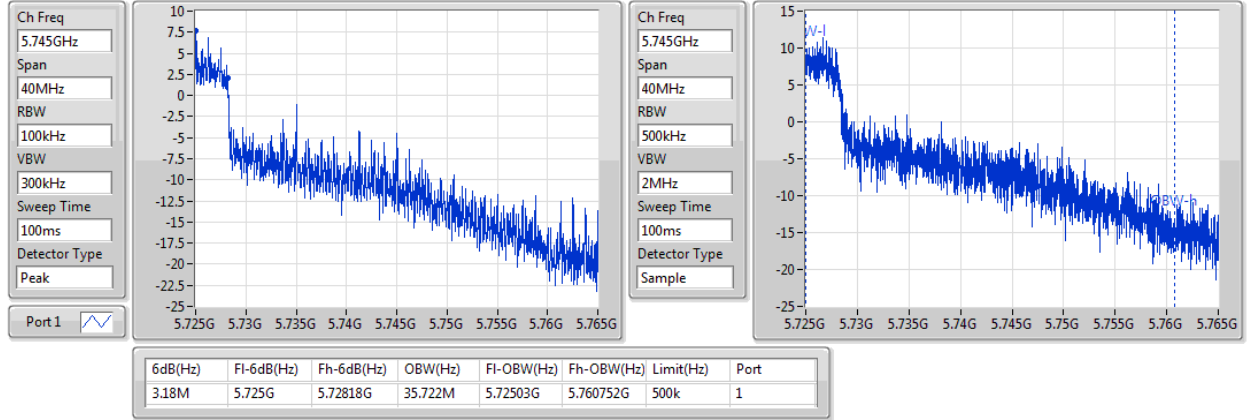 Ch Freq
5.745GHz
Span
40MHz
RBW
100kHz
VBW
300kHz
Sweep Time
100ms
Detector Type
Peak
Port 1
10
7.5
5
2.5
0
-2.5
-5
-7.5
-10
-12.5
-15
-17.5
-20
-22.5
-25
5.725G 5.73G 5.735G 5.74G 5.745G 5.75G 5.755G 5.76G 5.765G
Ch Freq
5.745GHz
Span
40MHz
RBW
500kHz
VBW
2MHz
Sweep Time
100ms
Detector Type
Sample
15
10
5
0
-5
-10
-15
-20
-25
W-l
OBW-h
5.725G 5.73G 5.735G 5.74G 5.745G 5.75G 5.755G 5.76G 5.765G
6dB(Hz) Fl-6dB(Hz) Fh-6dB(Hz) OBW(Hz) Fl-OBW(Hz) Fh-OBW(Hz) Limit(Hz) Port
3.18M 5.725G 5.72818G 35.722M 5.72503G 5.760752G 500k 1